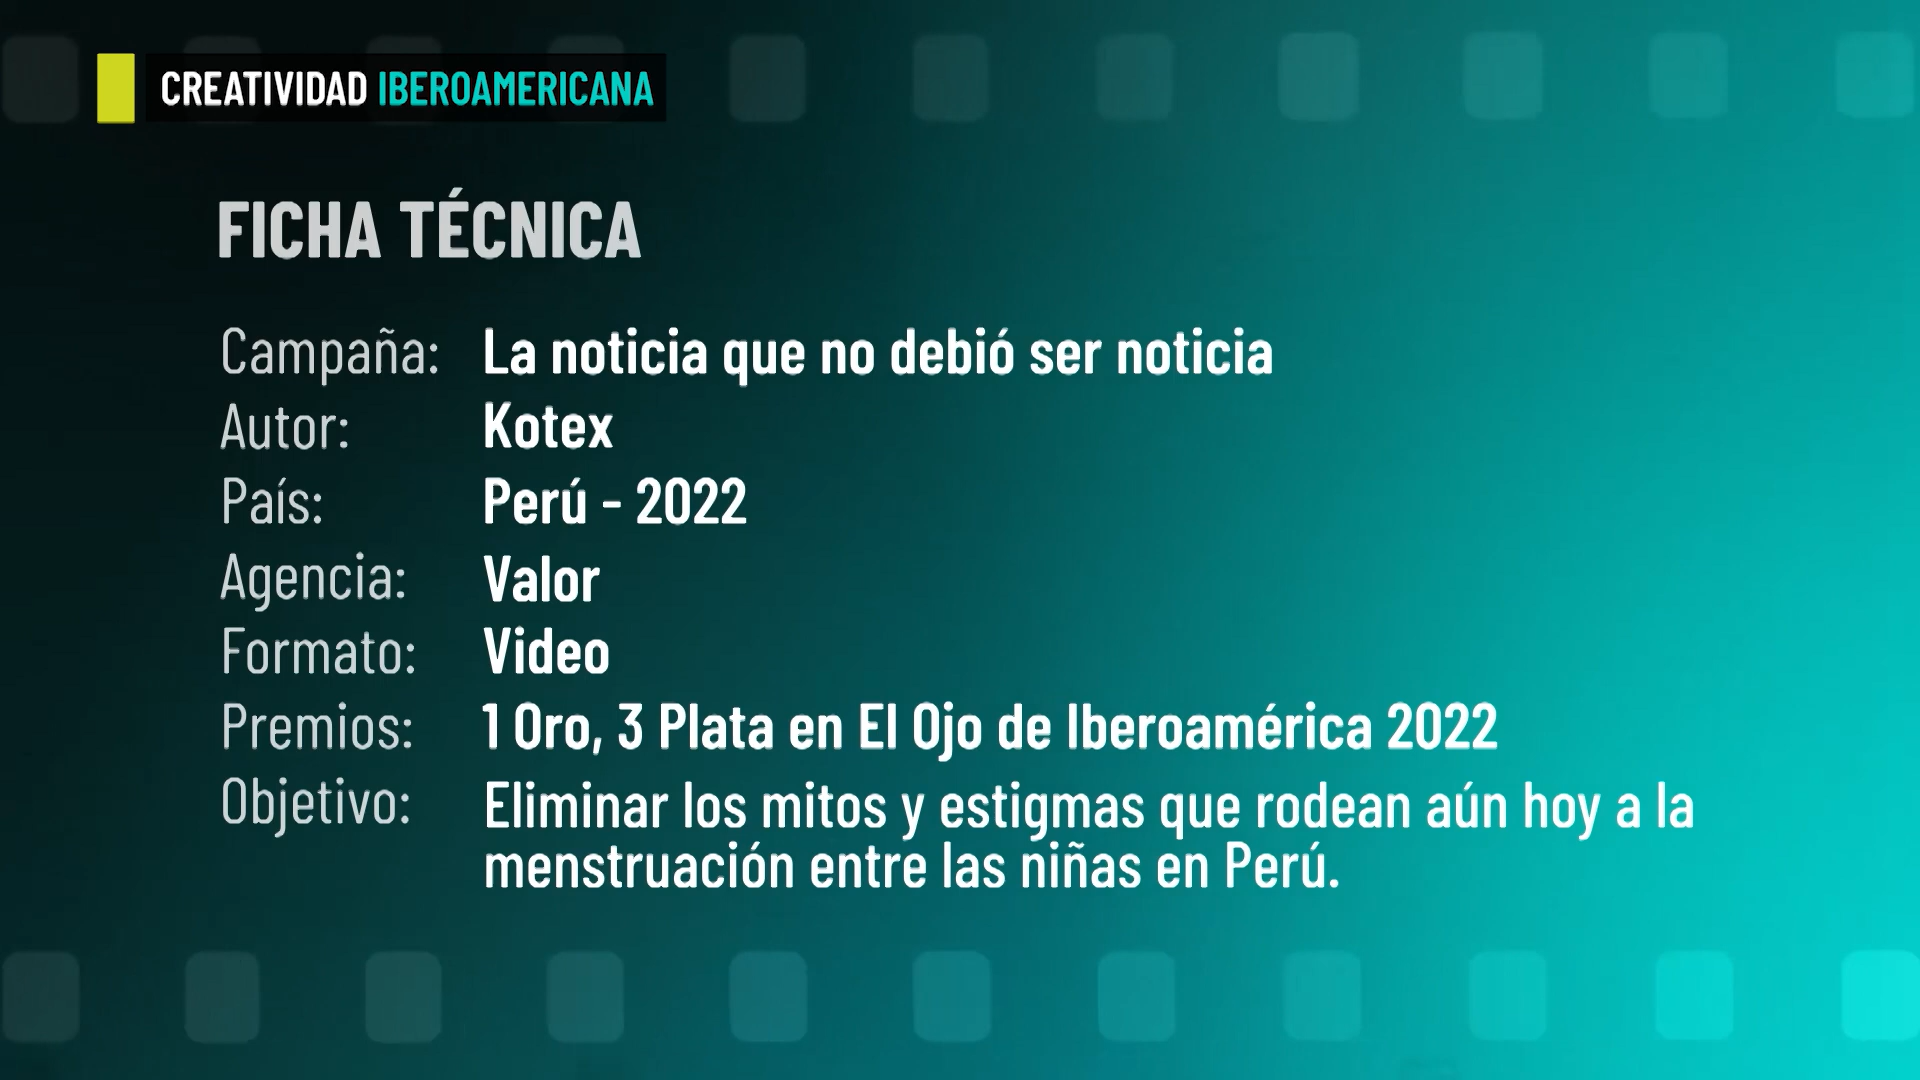 CREATIVIDAD IBEROAMERICANA
FICHA TÉCNICA
Campaña: La noticia que no debió ser noticia
Autor: Kotex
País: Perú - 2022
Agencia: Valor
Formato: Video
Premios: 1 Oro, 3 Plata en El Ojo de Iberoamérica 2022
Objetivo: Eliminar los mitos y estigmas que rodean aún hoy a la
menstruación entre las niñas en Perú.